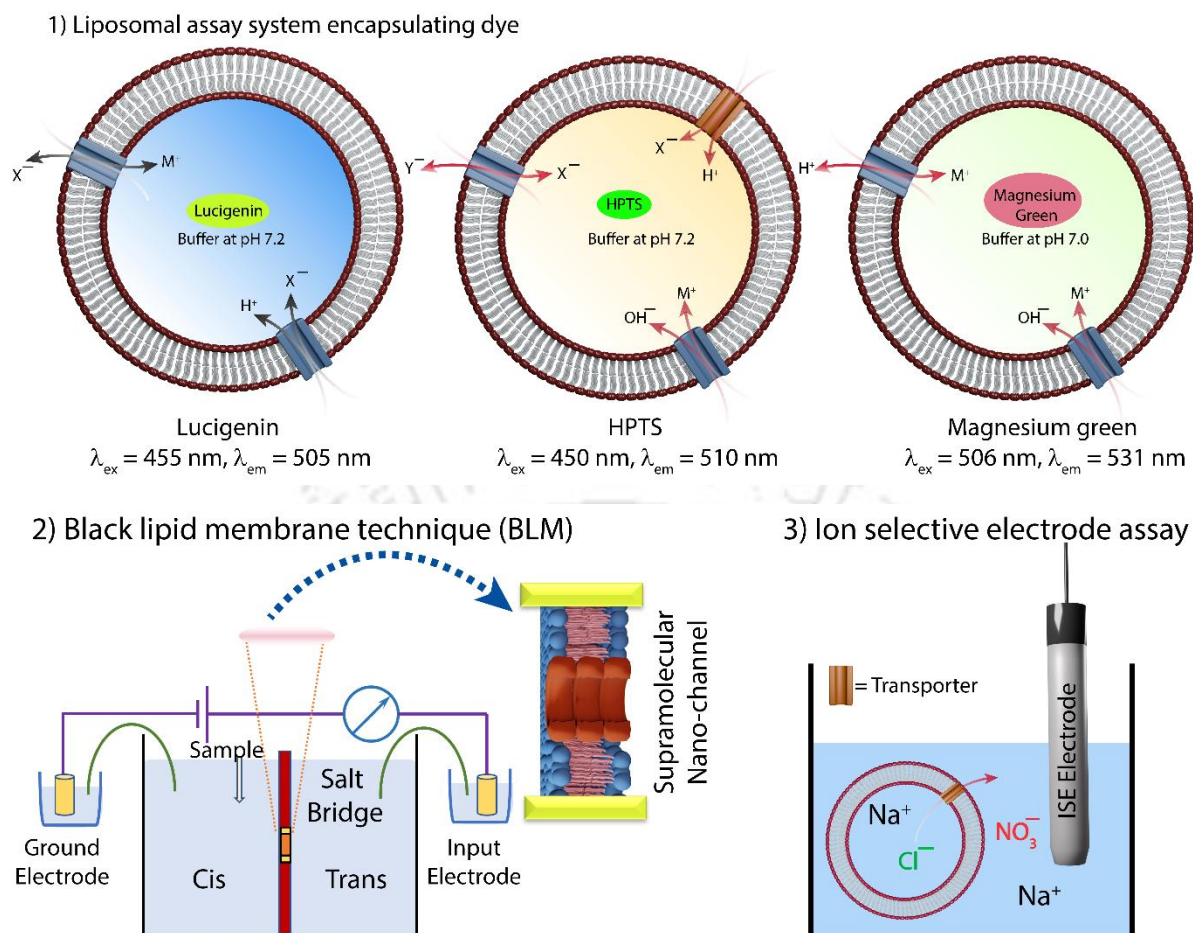 1) Liposomal assay system encapsulating dye
X⁻
M⁺
Lucigenin
Buffer at pH 7.2
X⁻
H⁺
Lucigenin
λex = 455 nm, λem = 505 nm
Y⁻
X⁻
X⁻
H⁺
HPTS
Buffer at pH 7.2
M⁺
OH⁻
HPTS
λex = 450 nm, λem = 510 nm
H⁺
M⁺
Magnesium
Green
Buffer at pH 7.0
M⁺
OH⁻
Magnesium green
λex = 506 nm, λem = 531 nm
2) Black lipid membrane technique (BLM)
Sample
Salt
Bridge
Ground
Electrode
Cis
Trans
Input
Electrode
Supramolecular
Nano-channel
3) Ion selective electrode assay
= Transporter
ISE Electrode
Na⁺
Cl⁻
NO₃⁻
Na⁺